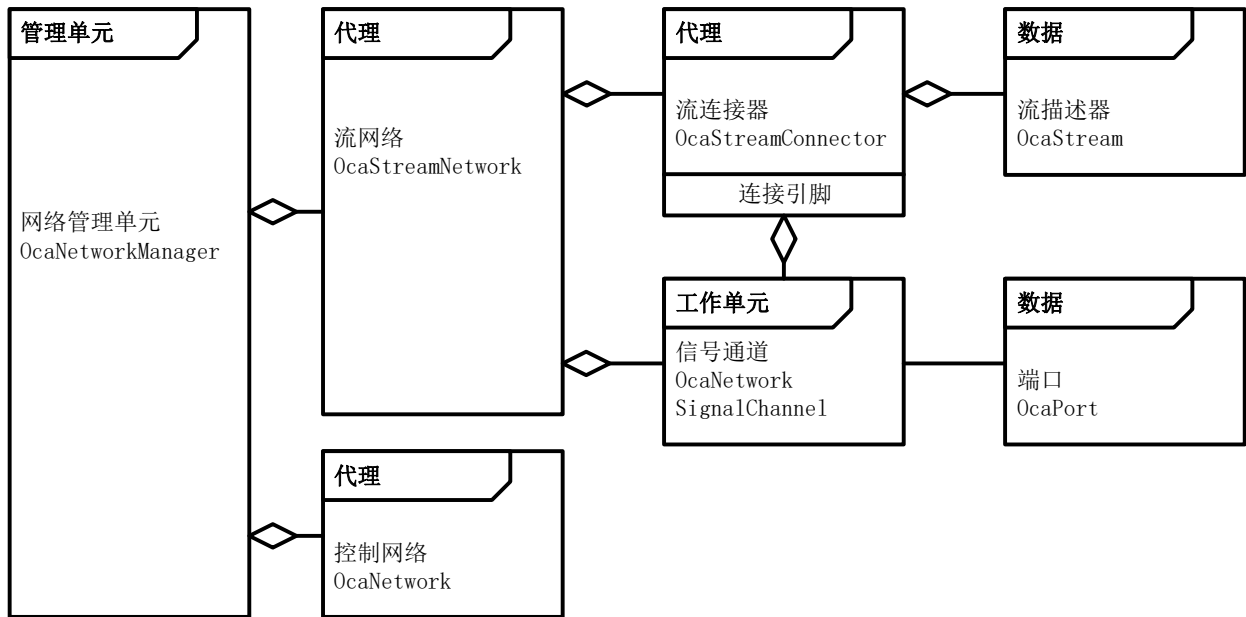 管理单元
网络管理单元
OcaNetworkManager
代理
流网络
OcaStreamNetwork
代理
流连接器
OcaStreamConnector
连接引脚
数据
流描述器
OcaStream
工作单元
信号通道
OcaNetwork
SignalChannel
数据
端口
OcaPort
代理
控制网络
OcaNetwork